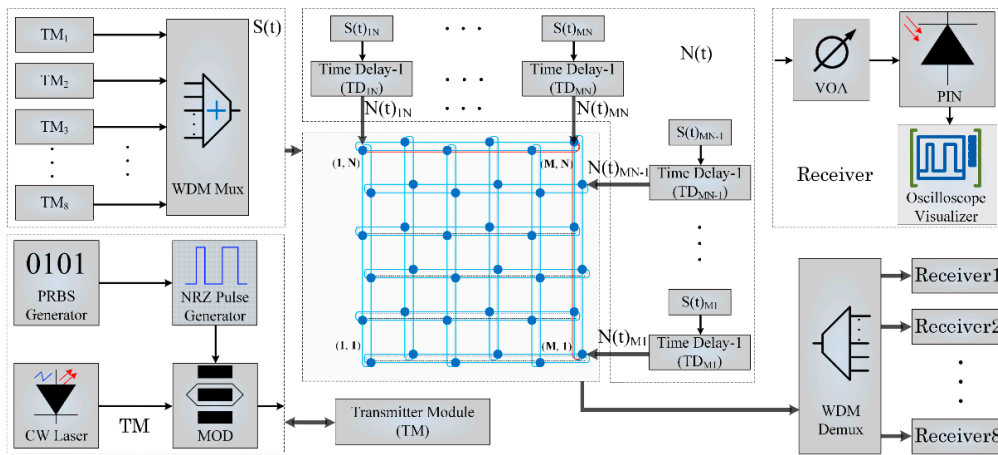 TM1
TM2
TM3
TM8
WDM Mux
S(t)
S(t)1N
S(t)MN
N(t)
Time Delay-1
(TD1N)
Time Delay-1
(TDMN)
N(t)1N
N(t)MN
(1, N)
(M, N)
(1, 1)
(M, 1)
S(t)MN-1
N(t)MN-1
Time Delay-1
(TDMN-1)
S(t)M1
N(t)M1
Time Delay-1
(TDM1)
VOA
PIN
Receiver
Oscilloscope
Visualizer
0101
PRBS
Generator
NRZ Pulse
Generator
CW Laser
TM
MOD
Transmitter Module
(TM)
WDM
Demux
Receiver1
Receiver2
Receiver8